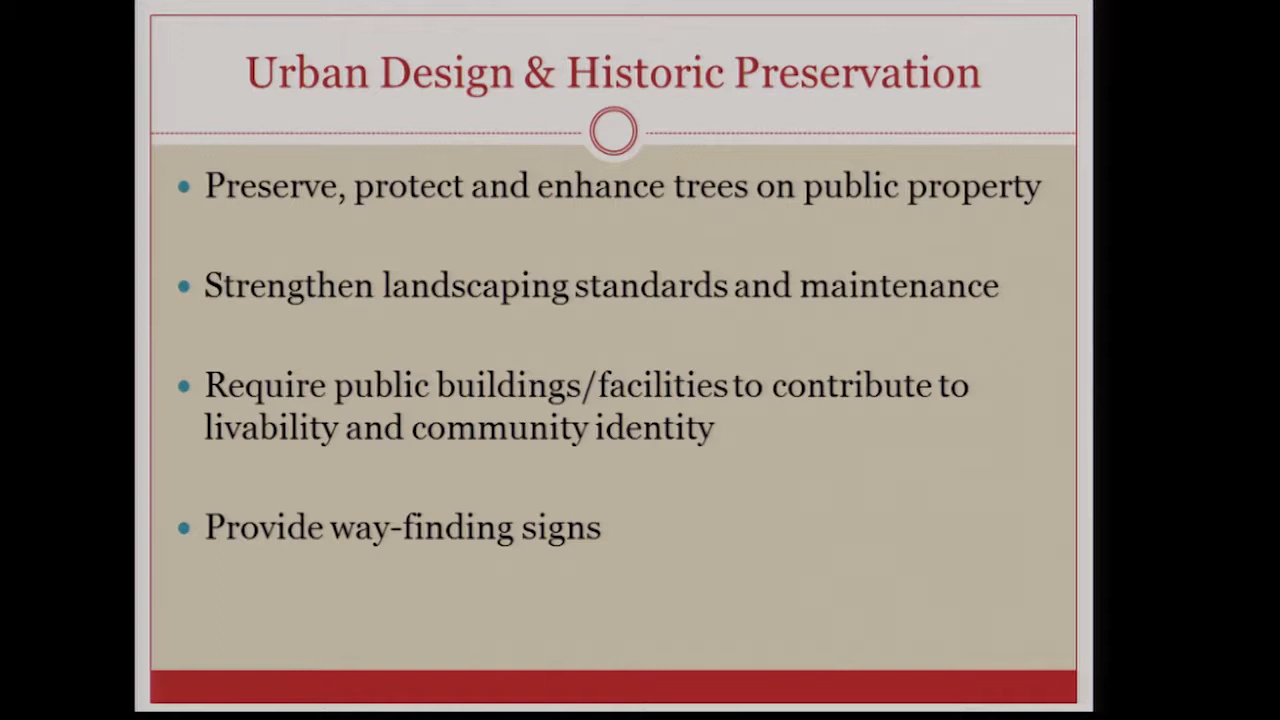 Urban Design & Historic Preservation
• Preserve, protect and enhance trees on public property
• Strengthen landscaping standards and maintenance
• Require public buildings/facilities to contribute to
livability and community identity
• Provide way-finding signs